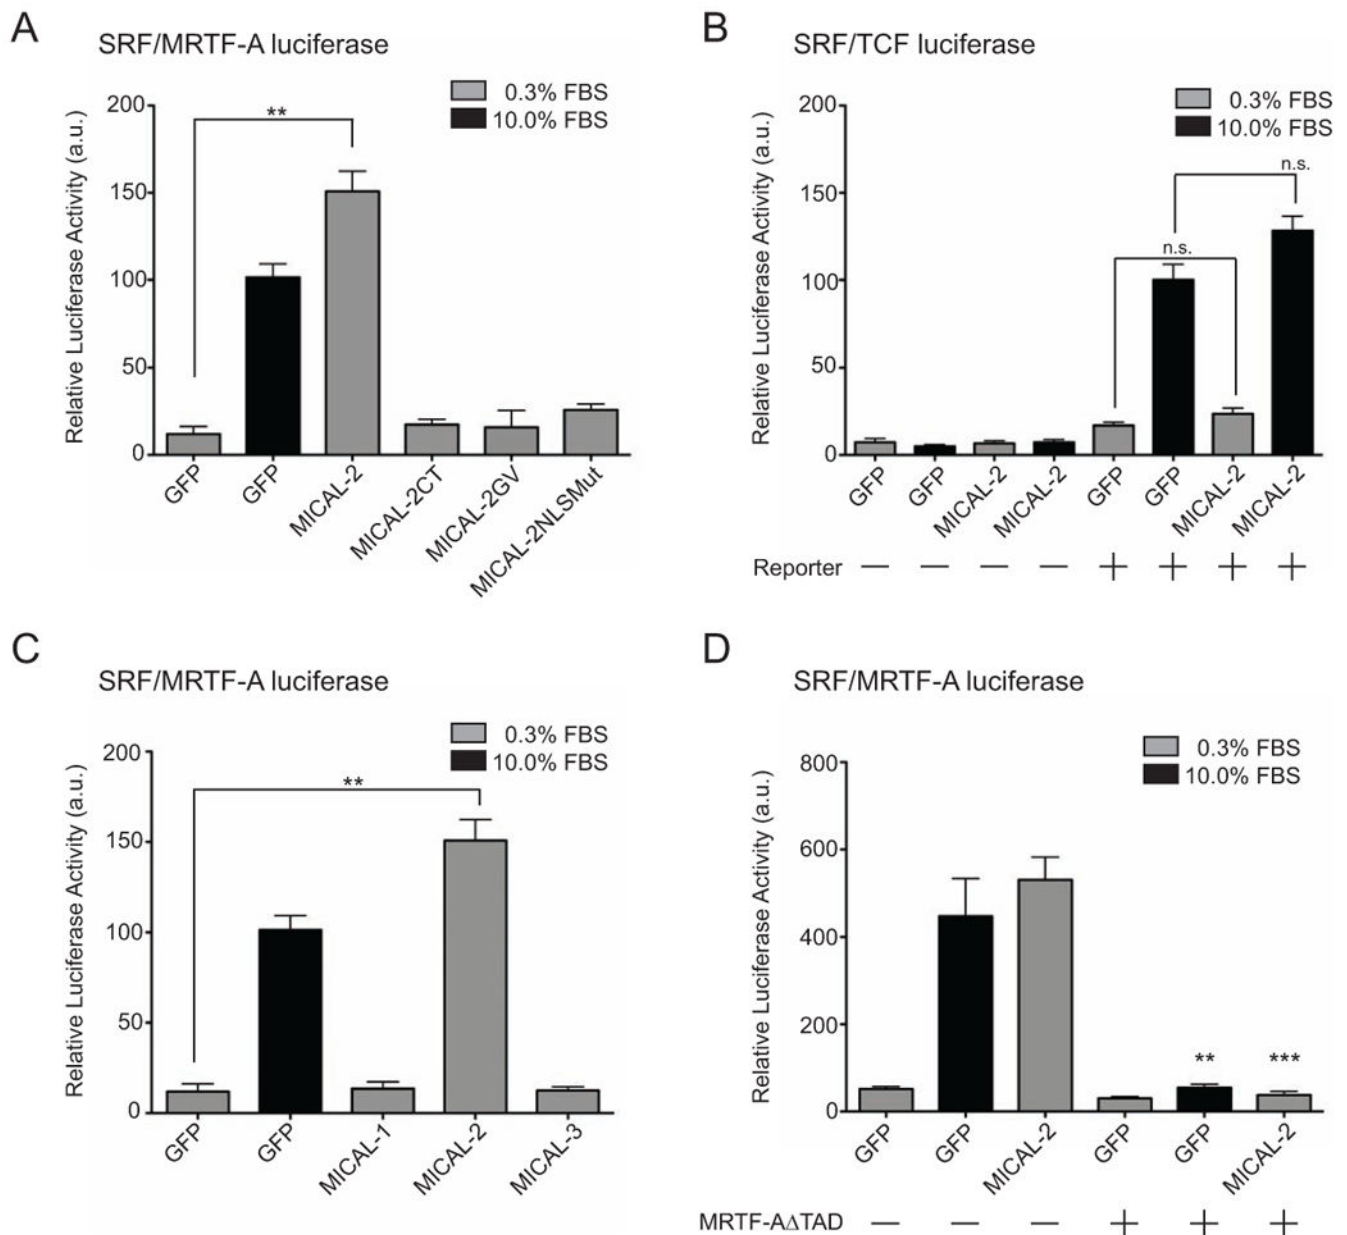 A
SRF/MRTF-A luciferase
0.3% FBS
10.0% FBS
Relative Luciferase Activity (a.u.)
200
150
100
50
0
**
GFP
GFP
MICAL-2
MICAL-2CT
MICAL-2GV
MICAL-2NLSMut
B
SRF/TCF luciferase
0.3% FBS
10.0% FBS
Relative Luciferase Activity (a.u.)
200
150
100
50
0
n.s.
n.s.
GFP
GFP
MICAL-2
MICAL-2
GFP
GFP
MICAL-2
MICAL-2
Reporter − − − − + + + +
C
SRF/MRTF-A luciferase
0.3% FBS
10.0% FBS
Relative Luciferase Activity (a.u.)
200
150
100
50
0
**
GFP
GFP
MICAL-1
MICAL-2
MICAL-3
D
SRF/MRTF-A luciferase
0.3% FBS
10.0% FBS
Relative Luciferase Activity (a.u.)
800
600
400
200
0
** ***
GFP
GFP
MICAL-2
GFP
GFP
MICAL-2
MRTF-AΔTAD − − − + + +